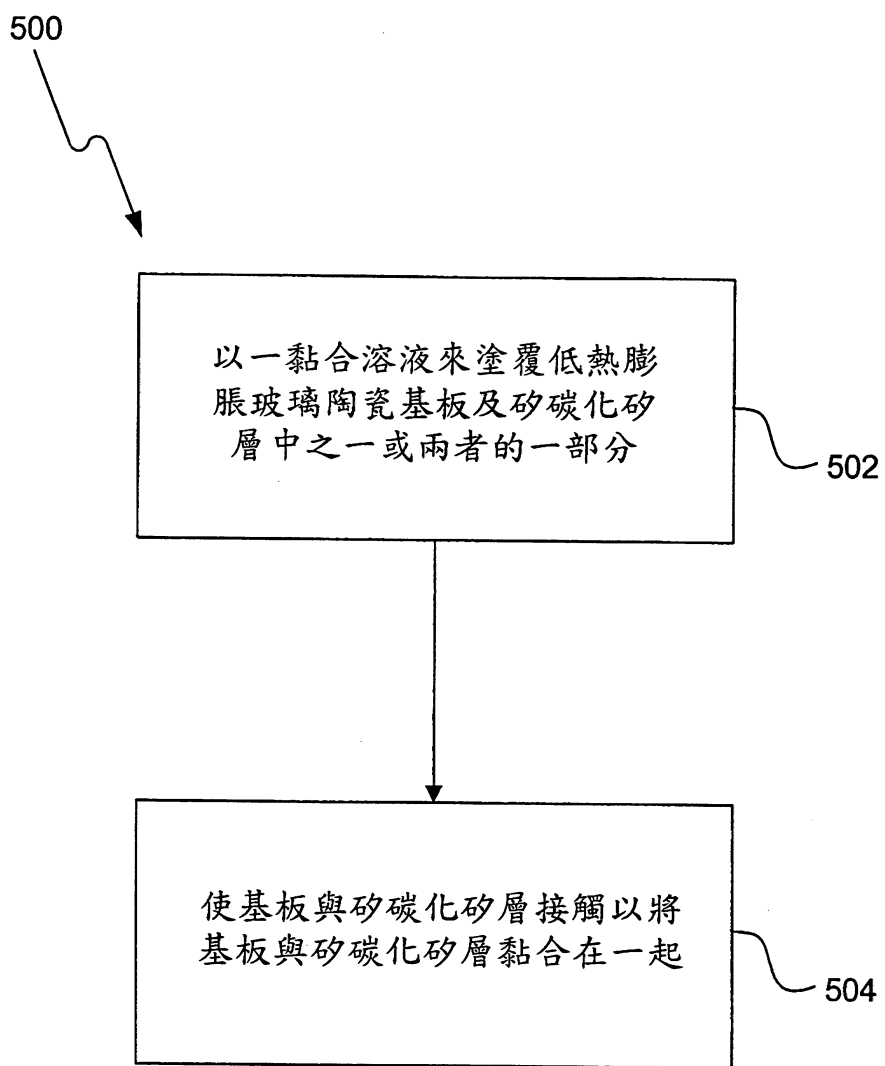 500
以一黏合溶液來塗覆低熱膨
脹玻璃陶瓷基板及矽碳化矽
層中之一或兩者的一部分
502
使基板與矽碳化矽層接觸以將
基板與矽碳化矽層黏合在一起
504